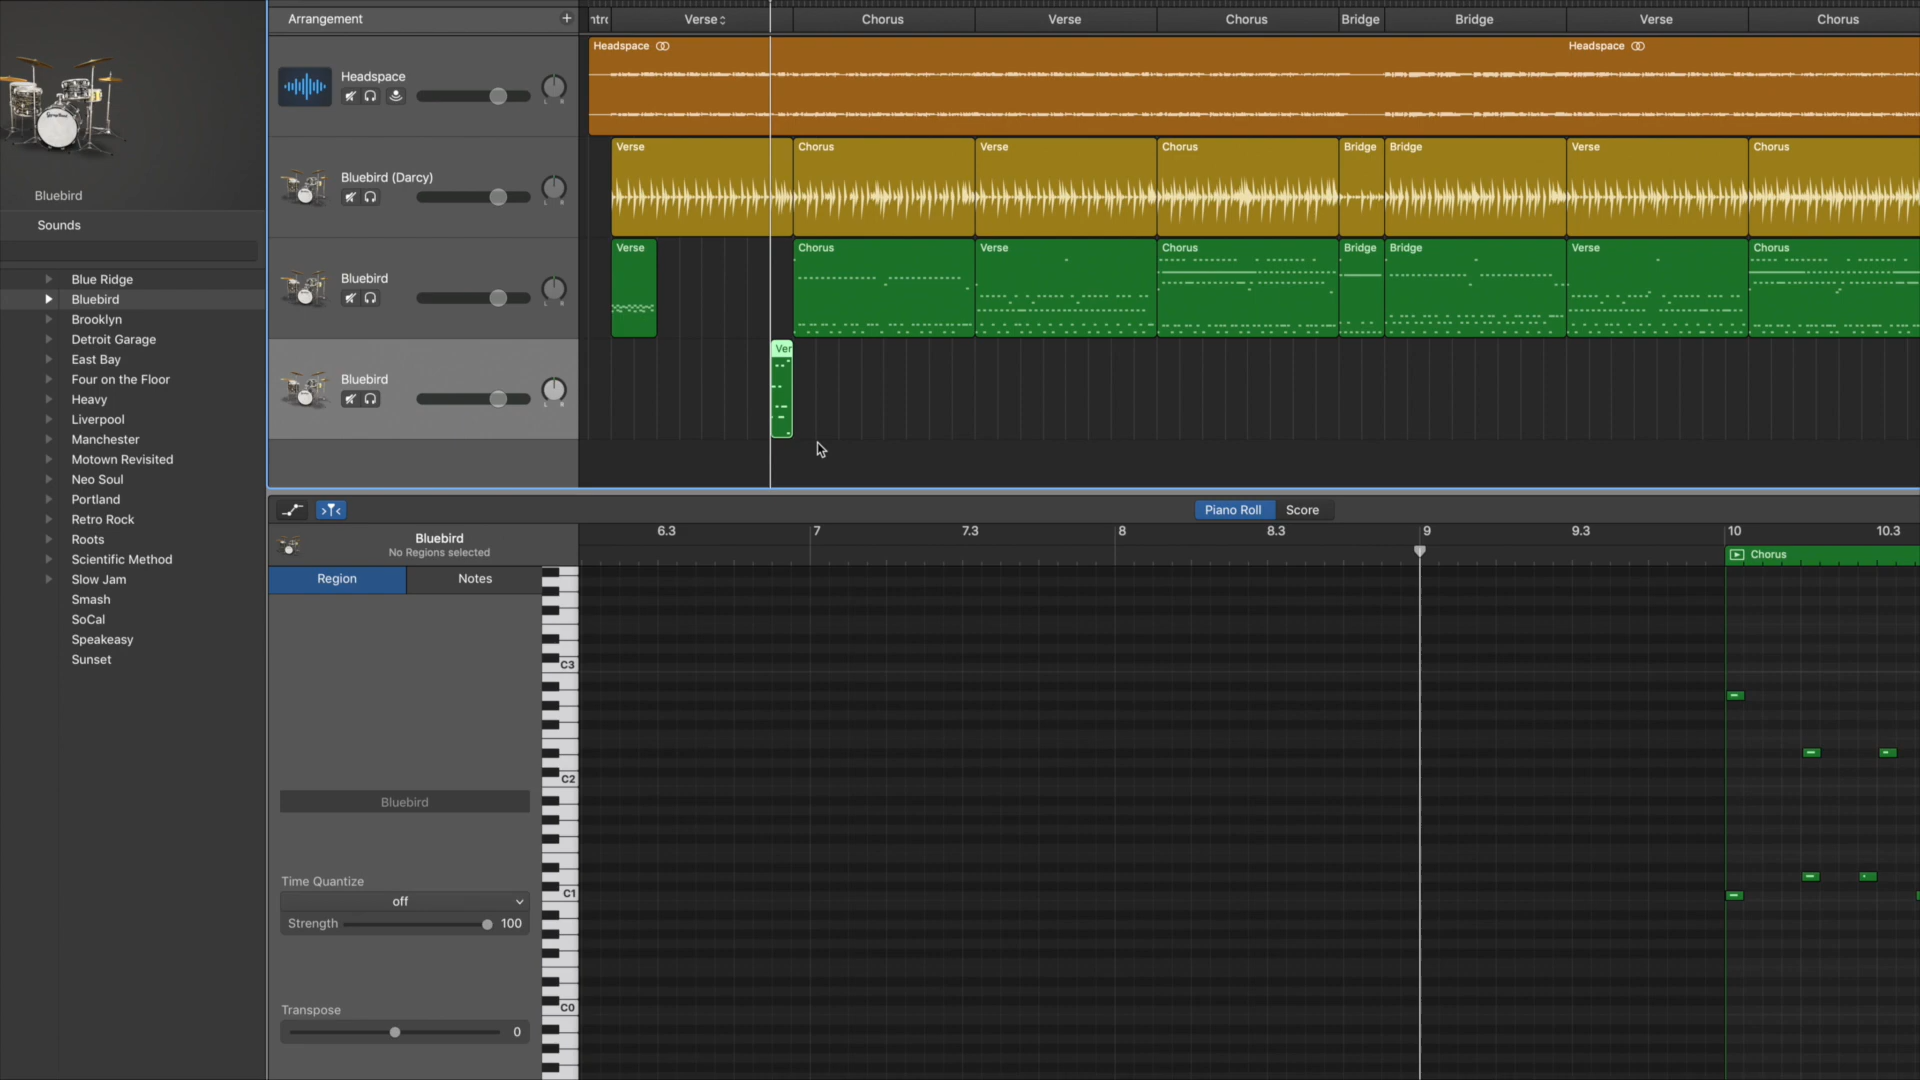 Arrangement
ntro
Verse
Chorus
Verse
Chorus
Bridge
Bridge
Verse
Chorus
Headspace
Headspace
Headspace
L R
Verse
Chorus
Verse
Chorus
Bridge
Bridge
Verse
Chorus
Bluebird (Darcy)
L R
Verse
Chorus
Verse
Chorus
Bridge
Bridge
Verse
Chorus
Bluebird
L R
Ver
Bluebird
L R
Bluebird
Sounds
Blue Ridge
Bluebird
Brooklyn
Detroit Garage
East Bay
Four on the Floor
Heavy
Liverpool
Manchester
Motown Revisited
Neo Soul
Portland
Retro Rock
Roots
Scientific Method
Slow Jam
Smash
SoCal
Speakeasy
Sunset
Piano Roll
Score
Bluebird
No Regions selected
6.3
7
7.3
8
8.3
9
9.3
10
10.3
Chorus
Region
Notes
C3
C2
C1
C0
Bluebird
Time Quantize
off
Strength
100
Transpose
0